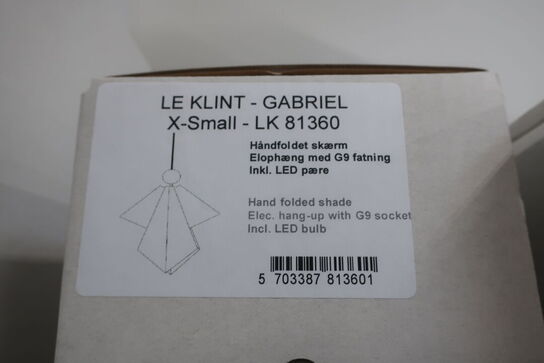 LE KLINT - GABRIEL
X-Small - LK 81360
Håndfoldet skærm
Elophæng med G9 fatning
Inkl. LED pære
Hand folded shade
Elec. hang-up with G9 socket
Incl. LED bulb
5 703387 813601